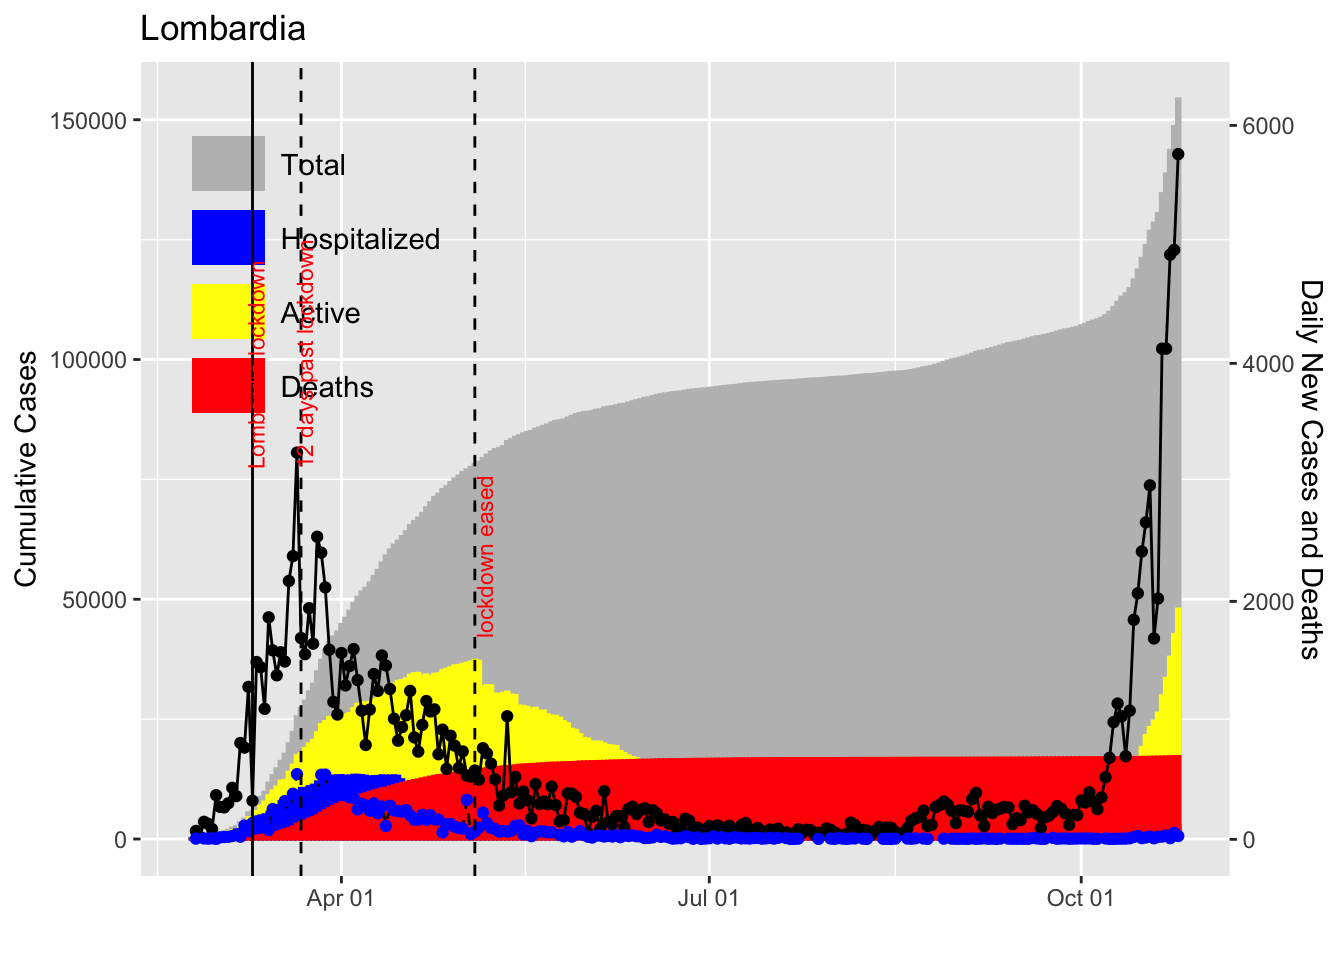 Lombardia
150000
100000
50000
0
Cumulative Cases
Total
Hospitalized
Active
Deaths
lockdown
12 days past lockdown
lockdown eased
6000
4000
2000
0
Daily New Cases and Deaths
Apr 01
Jul 01
Oct 01